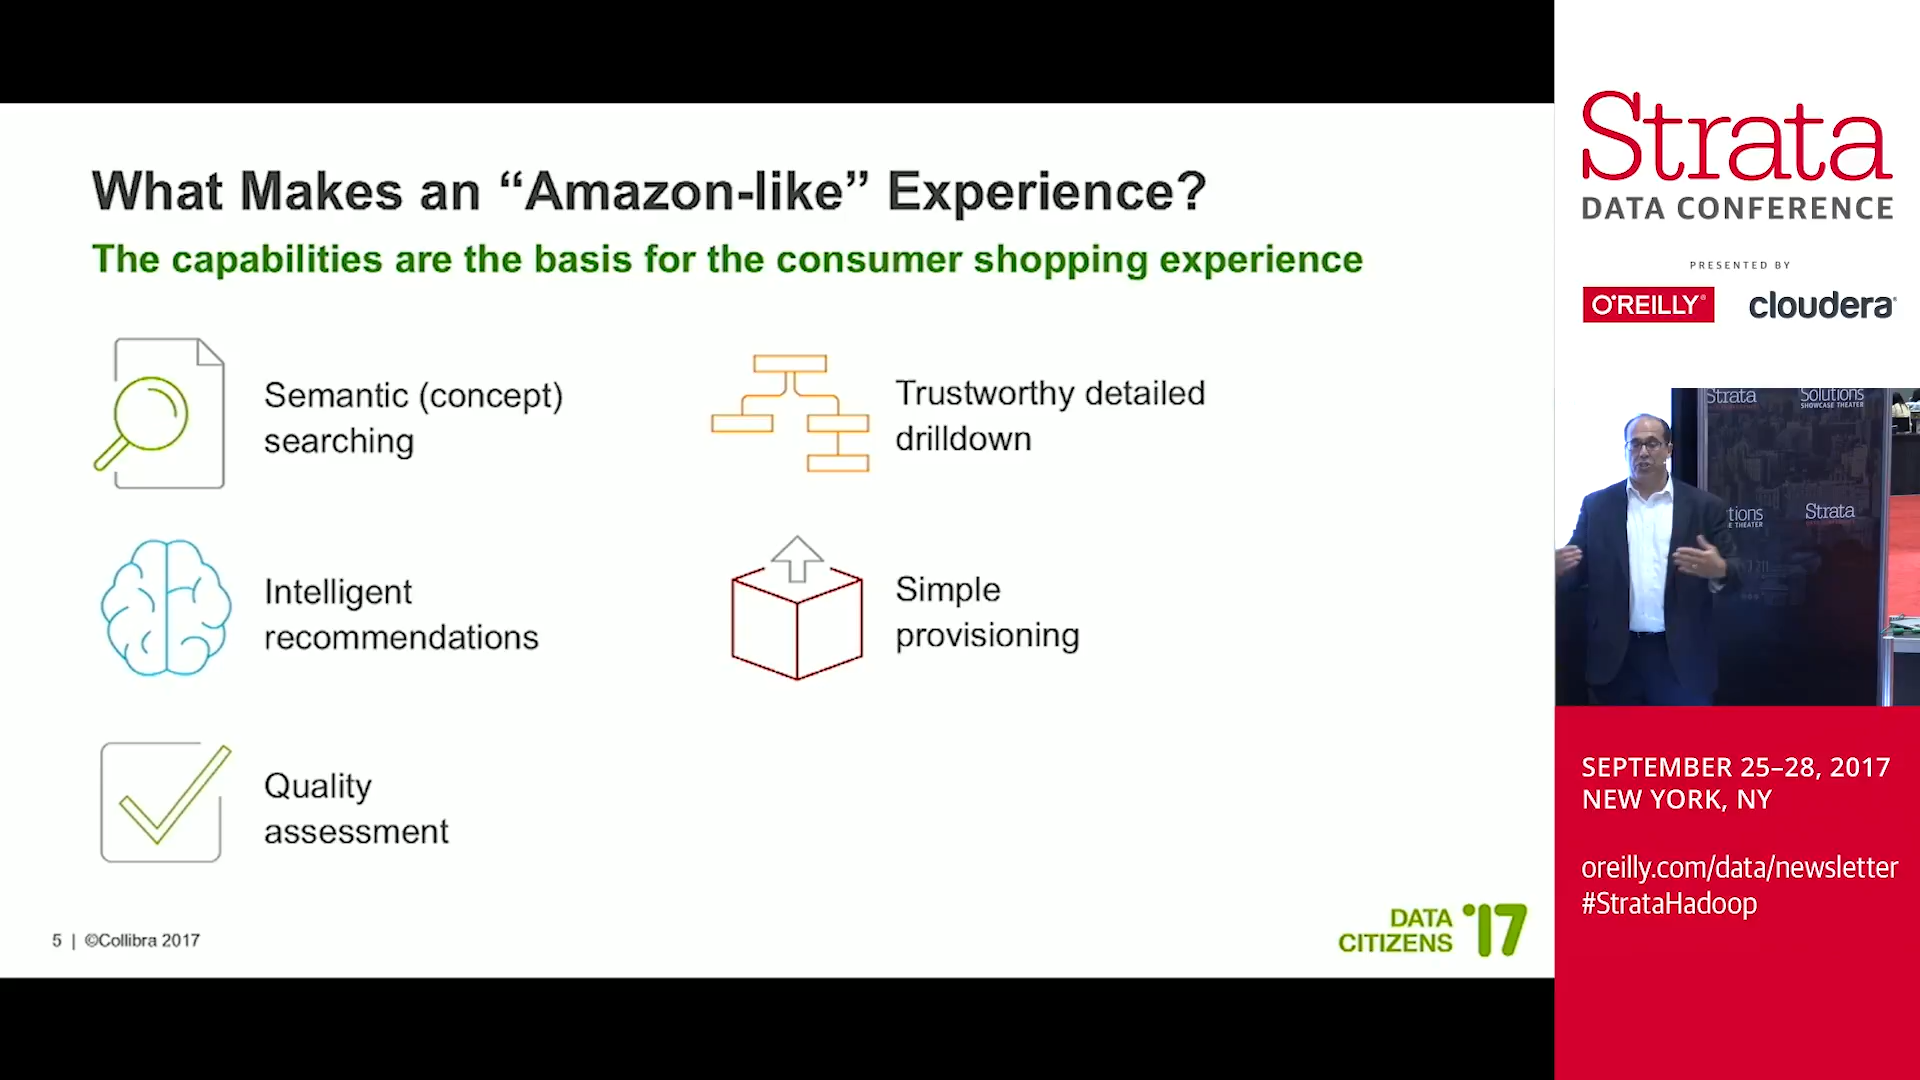 What Makes an “Amazon-like” Experience?
The capabilities are the basis for the consumer shopping experience
Semantic (concept)
searching
Trustworthy detailed
drilldown
Intelligent
recommendations
Simple
provisioning
Quality
assessment
5 | ©Collibra 2017
DATA
CITIZENS '17
Strata
DATA CONFERENCE
PRESENTED BY
O'REILLY®
cloudera®
Strata
Solutions
SHOWCASE THEATER
tions
E THEATER
Strata
SEPTEMBER 25–28, 2017
NEW YORK, NY
oreilly.com/data/newsletter
#StrataHadoop